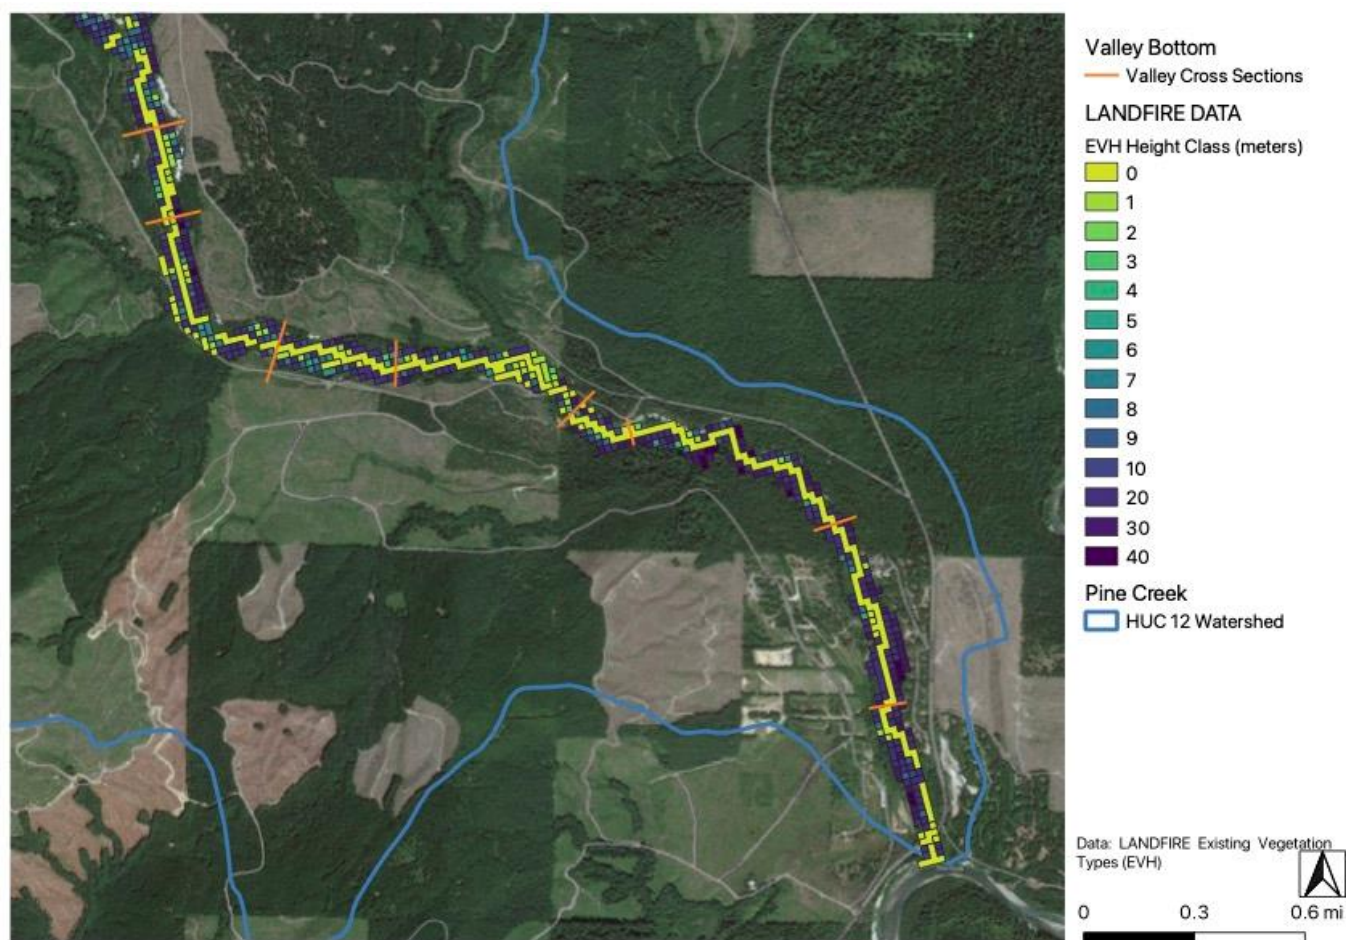 Valley Bottom
Valley Cross Sections
LANDFIRE DATA
EVH Height Class (meters)
0
1
2
3
4
5
6
7
8
9
10
20
30
40
Pine Creek
HUC 12 Watershed
Data: LANDFIRE Existing Vegetation
Types (EVH)
0 0.3 0.6 mi